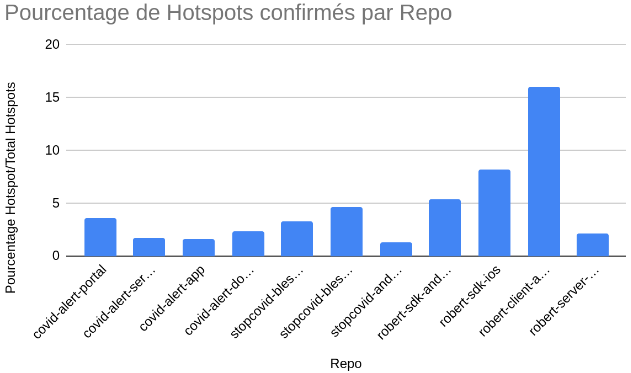 Pourcentage de Hotspots confirmés par Repo
Pourcentage Hotspot/Total Hotspots
20
15
10
5
0
covid-alert-portal
covid-alert-ser…
covid-alert-app
covid-alert-do…
stopcovid-bles…
stopcovid-bles…
stopcovid-and…
robert-sdk-and…
robert-sdk-ios
robert-client-a…
robert-server-…
Repo